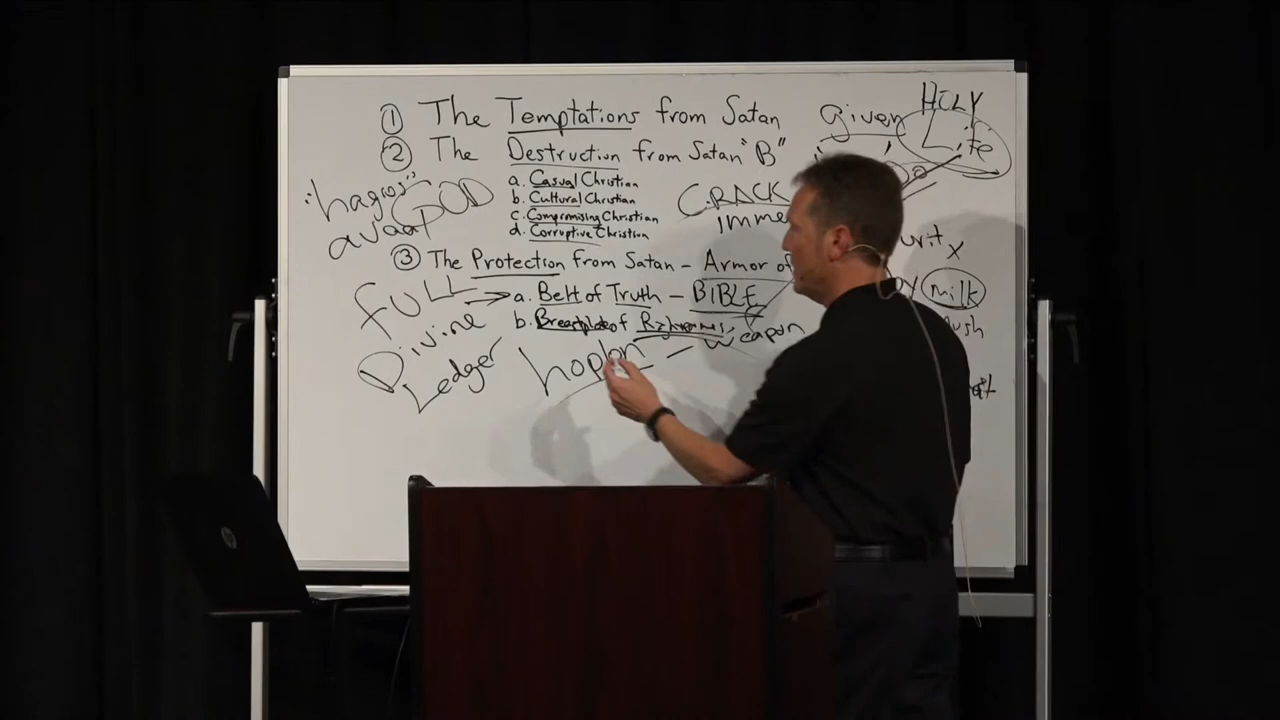 ① The Temptations from Satan
② The Destruction from Satan "B"
a. Casual Christian
b. Cultural Christian
c. Compromising Christian
d. Corruptive Christian
③ The Protection from Satan - Armor of
a. Belt of Truth - BIBLE
b. Breastplate of Righteousness
hoplon - weapon
"hagios"
GOD
FULL
Divine
Ledger
CRACK
imme
given
HOLY
Life
milk
hp